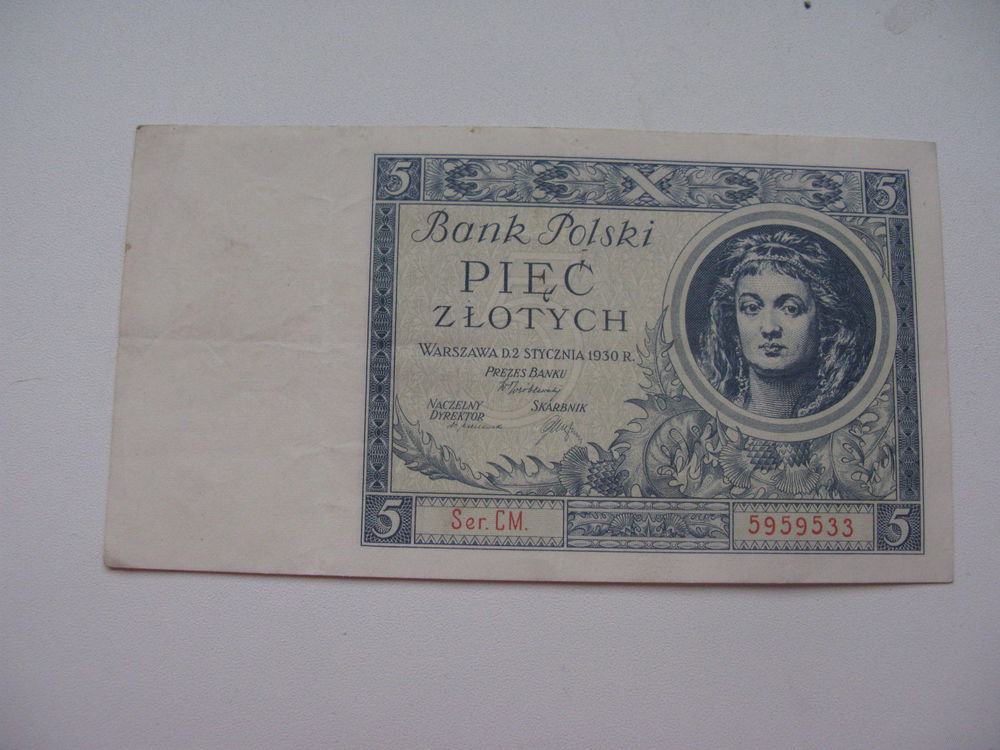 5 5
Bank Polski
PIĘĆ
ZŁOTYCH
WARSZAWA D.2 STYCZNIA 1930 R.
PREZES BANKU
NACZELNY DYREKTOR
SKARBNIK
5 Ser. CM. 5959533 5